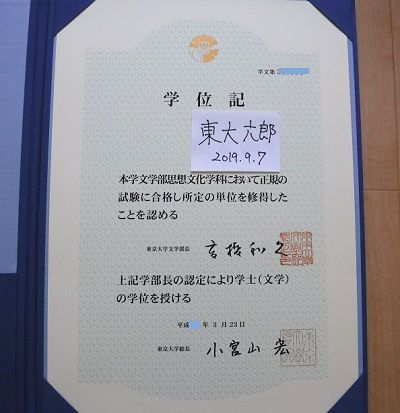 学文第
学位記
東大六郎
2019.9.7
本学文学部思想文化学科において正規の
試験に合格し所定の単位を修得した
ことを認める
東京大学文学部長 高橋和久
上記学部長の認定により学士（文学）
の学位を授ける
平成 年 3 月 23 日
東京大学総長 小宮山 宏